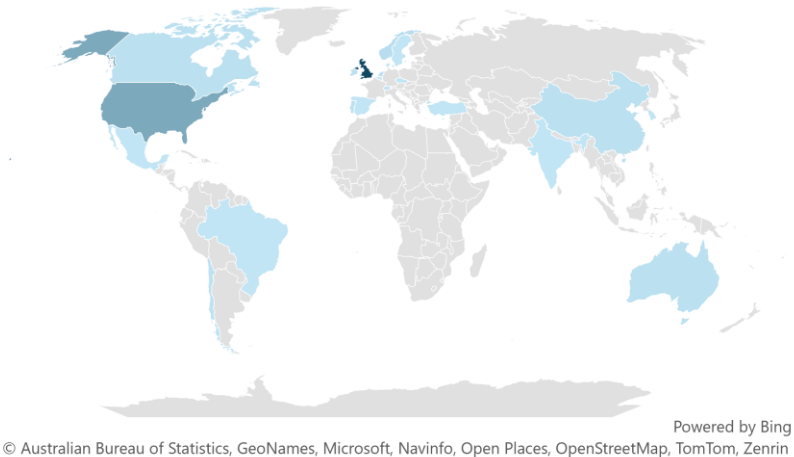 Powered by Bing
© Australian Bureau of Statistics, GeoNames, Microsoft, Navinfo, Open Places, OpenStreetMap, TomTom, Zenrin